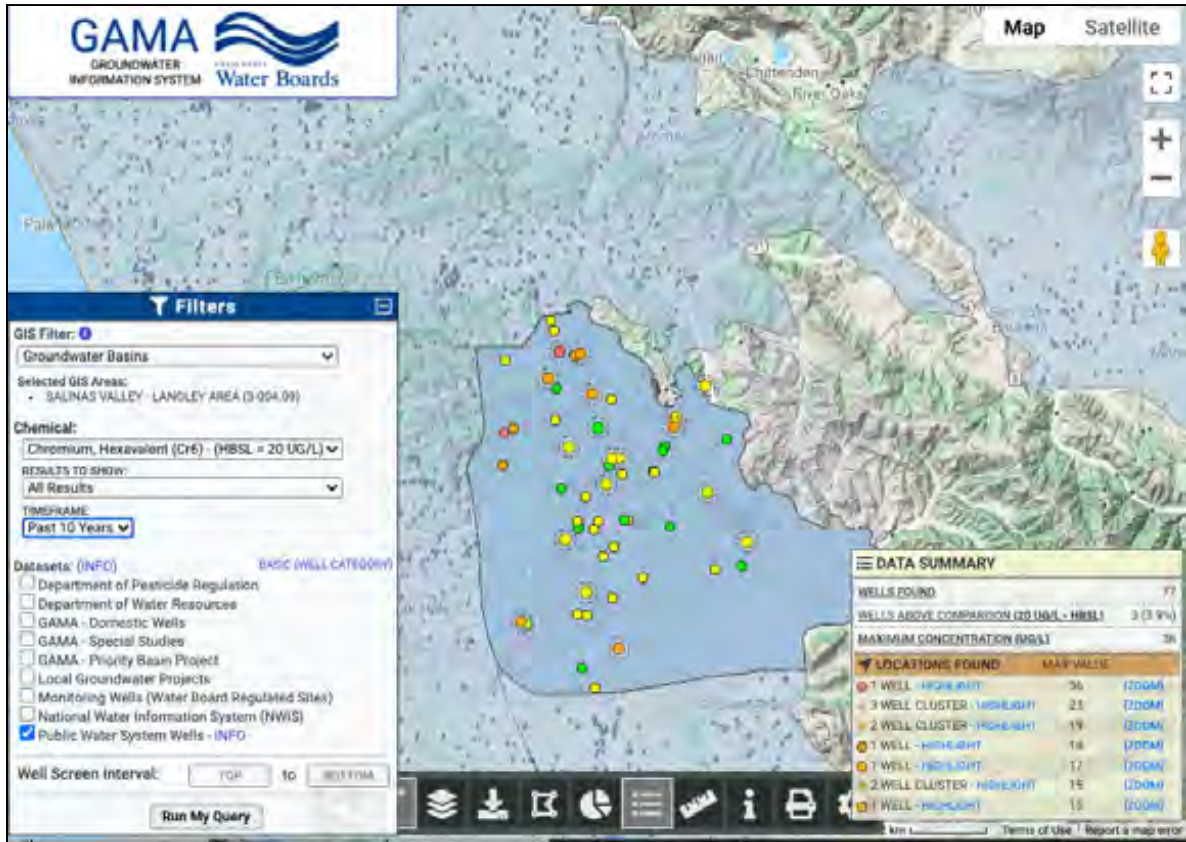 GAMA
GROUNDWATER
INFORMATION SYSTEM
Water Boards
Map Satellite
Chittenden
River Oaks
Filters
GIS Filter:
Groundwater Basins
Selected GIS Areas:
SALINAS VALLEY - LANGLEY AREA (3-004.09)
Chemical:
Chromium, Hexavalent (Cr6) - (HBSL = 20 UG/L)
RESULTS TO SHOW:
All Results
TIMEFRAME
Past 10 Years
Datasets: (INFO) BASIC (WELL CATEGORY)
Department of Pesticide Regulation
Department of Water Resources
GAMA - Domestic Wells
GAMA - Special Studies
GAMA - Priority Basin Project
Local Groundwater Projects
Monitoring Wells (Water Board Regulated Sites)
National Water Information System (NWIS)
Public Water System Wells - INFO
Well Screen Interval: TOP to BOTTOM
Run My Query
DATA SUMMARY
WELLS FOUND 77
WELLS ABOVE COMPARISON (20 UG/L - HBSL) 3 (3.9%)
MAXIMUM CONCENTRATION (UG/L) 36
LOCATIONS FOUND MAX VALUE
1 WELL - HIGHLIGHT 36 (ZOOM)
3 WELL CLUSTER - HIGHLIGHT 23 (ZOOM)
2 WELL CLUSTER - HIGHLIGHT 19 (ZOOM)
1 WELL - HIGHLIGHT 18 (ZOOM)
1 WELL - HIGHLIGHT 17 (ZOOM)
2 WELL CLUSTER - HIGHLIGHT (ZOOM)
1 WELL - HIGHLIGHT (ZOOM)
km Terms of Use Report a map error